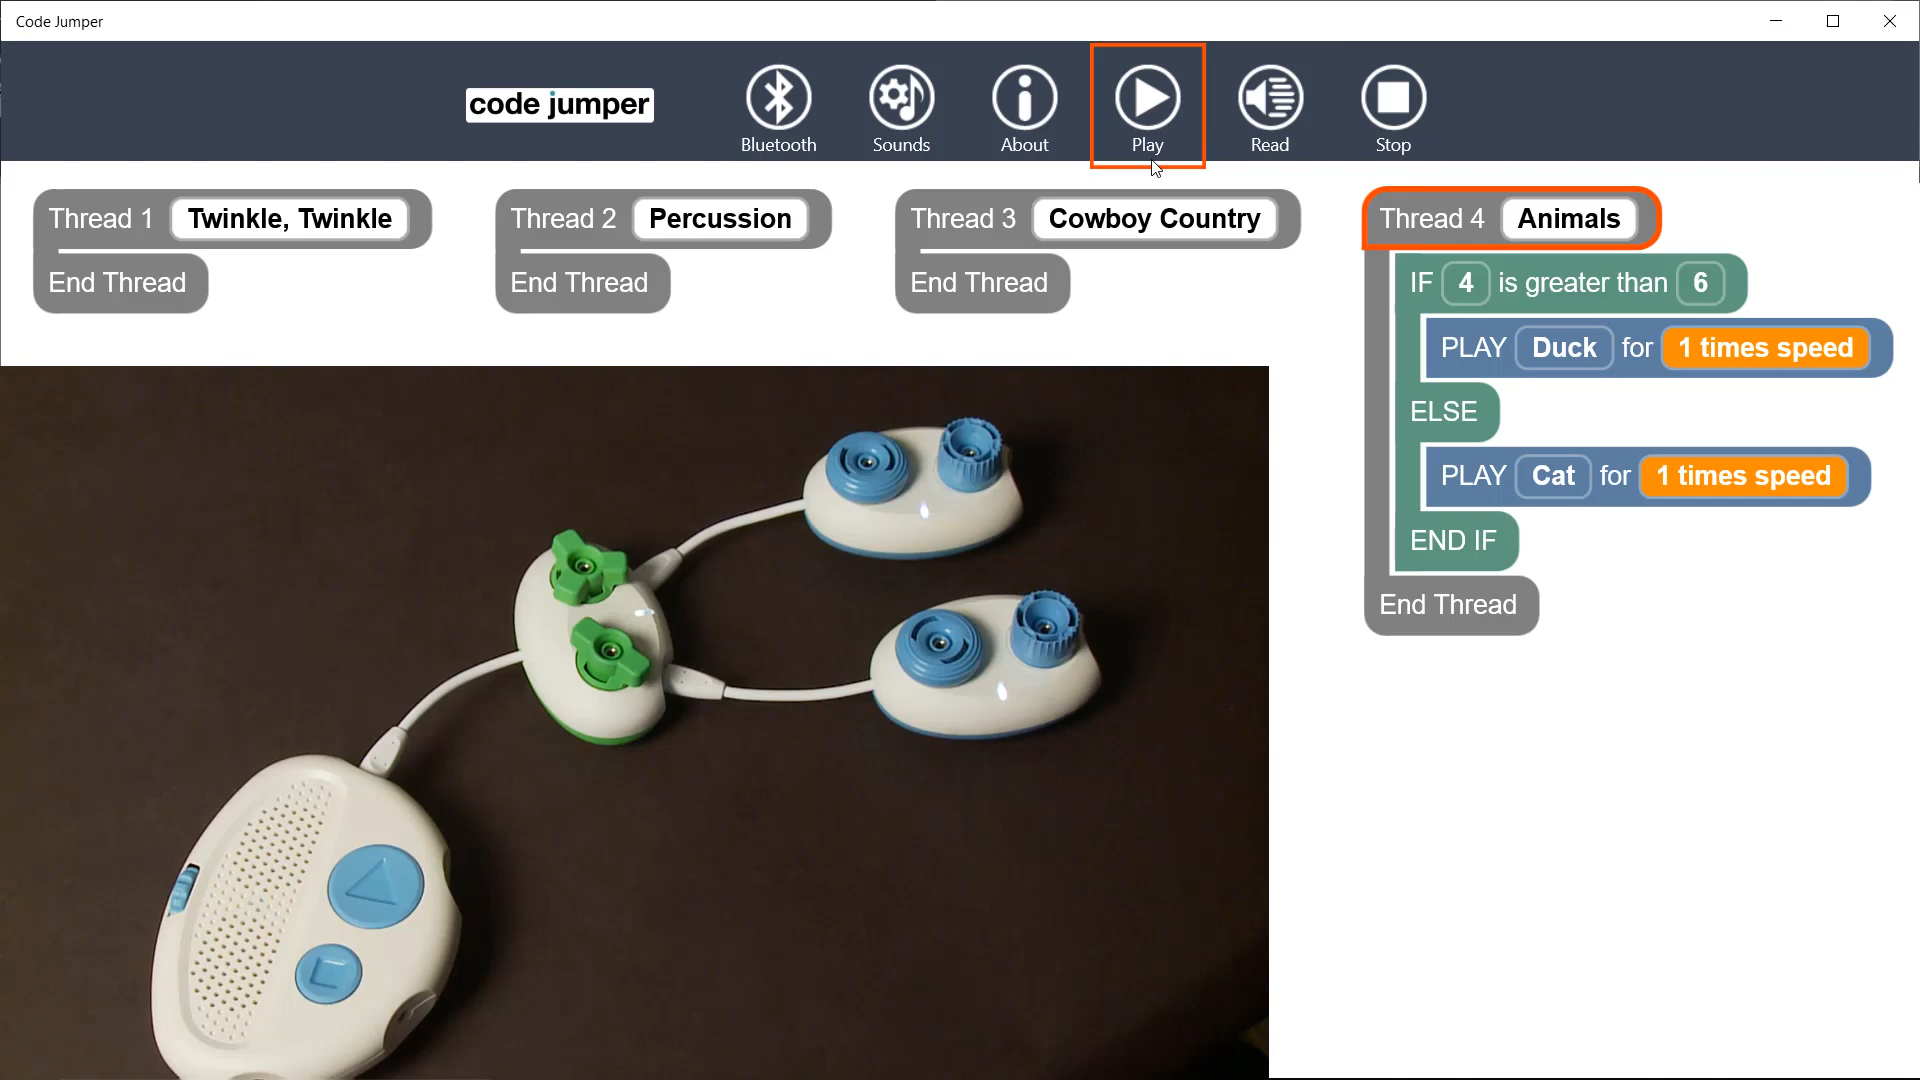 Code Jumper
code jumper
Bluetooth
Sounds
About
Play
Read
Stop
Thread 1 Twinkle, Twinkle
End Thread
Thread 2 Percussion
End Thread
Thread 3 Cowboy Country
End Thread
Thread 4 Animals
IF 4 is greater than 6
PLAY Duck for 1 times speed
ELSE
PLAY Cat for 1 times speed
END IF
End Thread